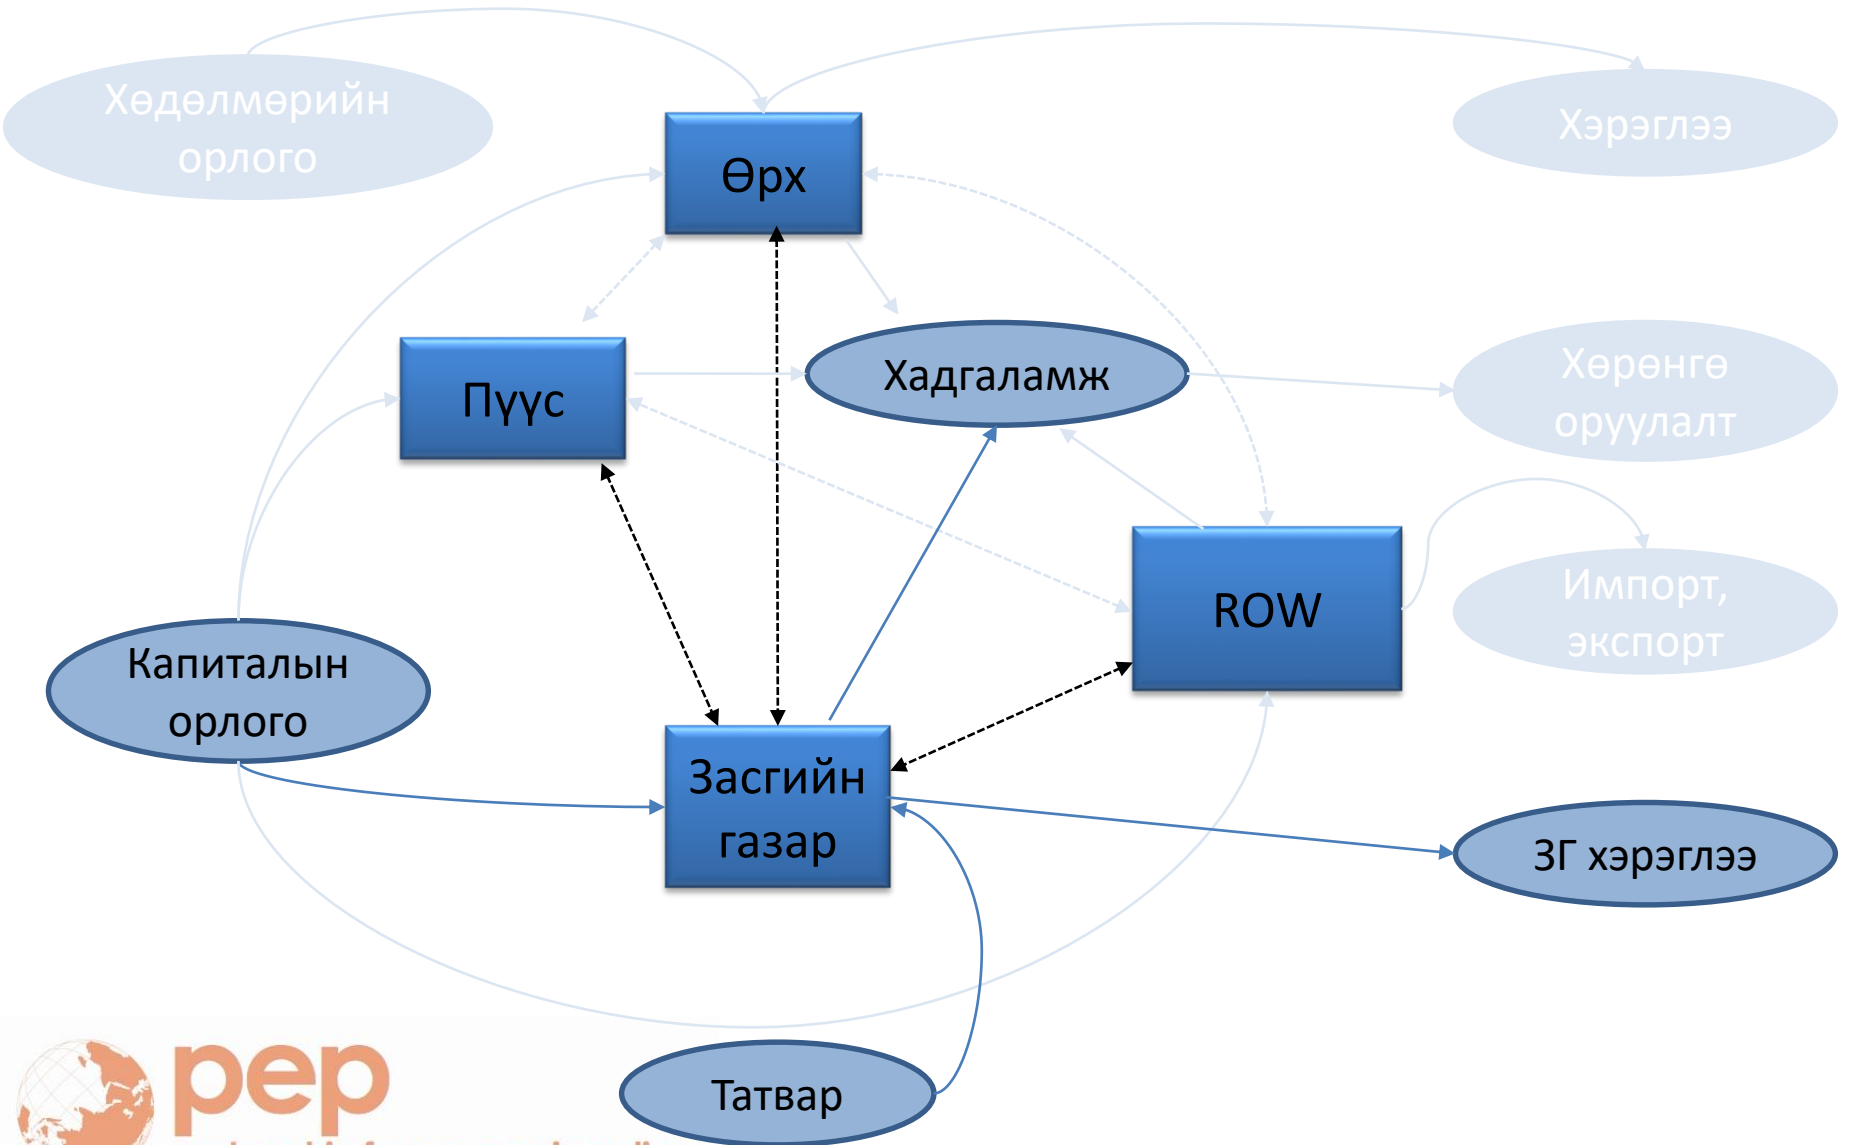 Хөдөлмөрийн
орлого
Өрх
Хэрэглээ
Пүүс
Хадгаламж
Хөрөнгө
оруулалт
ROW
Импорт,
экспорт
Капиталын
орлого
Засгийн
газар
ЗГ хэрэглээ
Татвар
pep